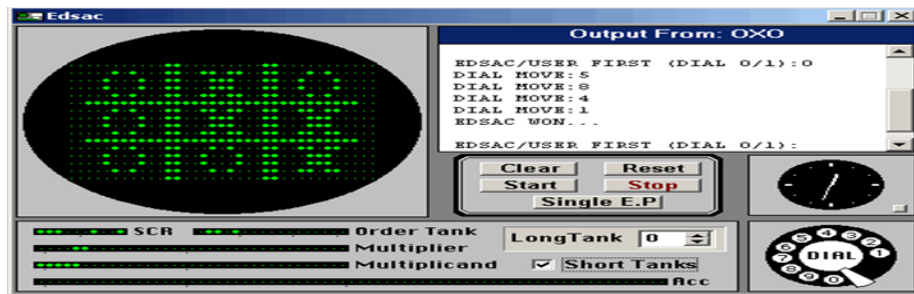 Edsac
Output From: OXO
EDSAC/USER FIRST (DIAL 0/1):0
DIAL MOVE:5
DIAL MOVE:8
DIAL MOVE:4
DIAL MOVE:1
EDSAC WON...
EDSAC/USER FIRST (DIAL 0/1):
Clear Reset
Start Stop
Single E.P
SCR Order Tank
Multiplier
Multiplicand
Acc
LongTank 0
Short Tanks
1 2 3 4 5 6 7 8 9 0
DIAL